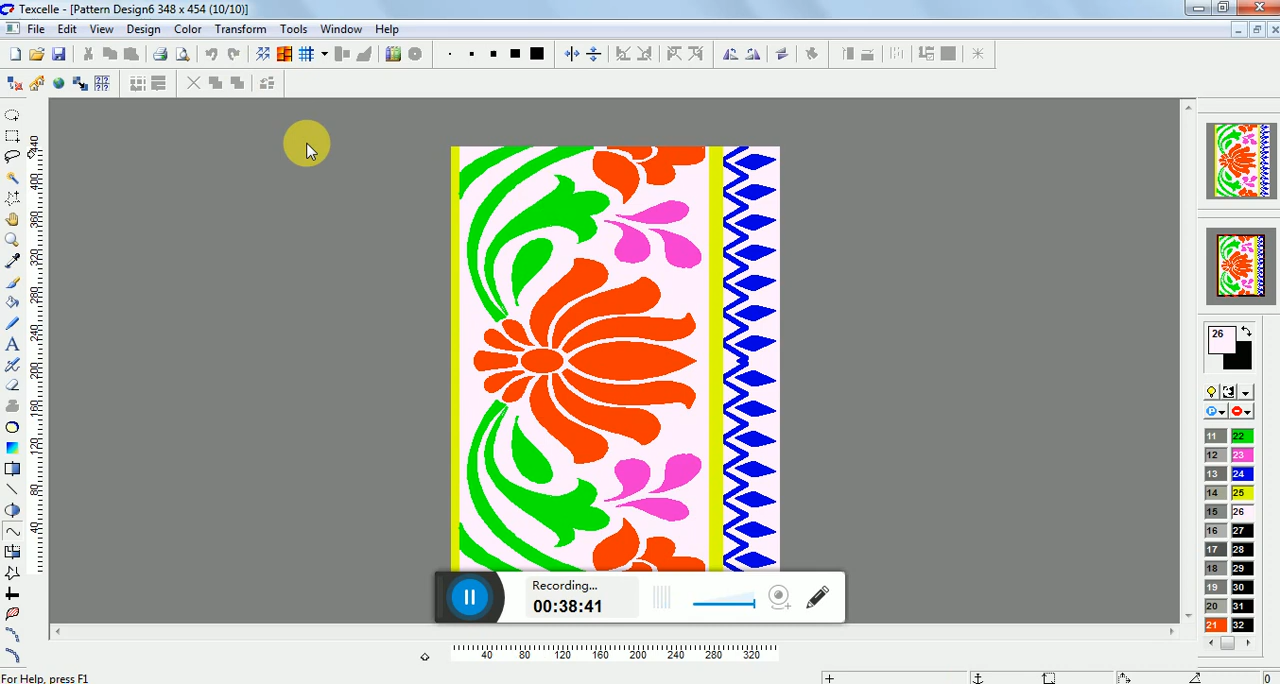 Texcelle - [Pattern Design6 348 x 454 (10/10)]
File Edit View Design Color Transform Tools Window Help
26
11 22
12 23
13 24
14 25
15 26
16 27
17 28
18 29
19 30
20 31
21 32
Recording...
00:38:41
40 80 120 160 200 240 280 320
For Help, press F1
0